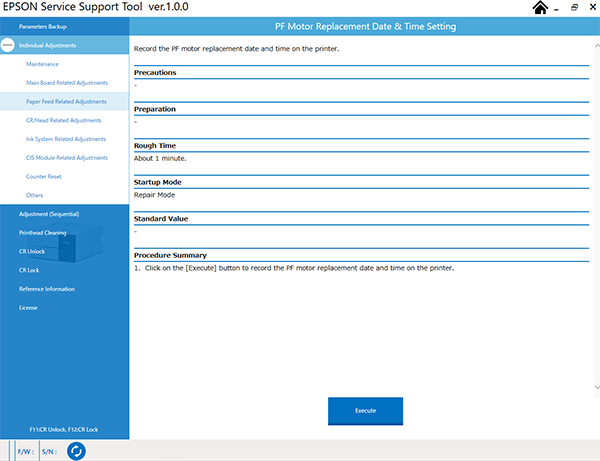 EPSON Service Support Tool ver.1.0.0
Parameters Backup
PF Motor Replacement Date & Time Setting
Individual Adjustments
Maintenance
Main Board Related Adjustments
Paper Feed Related Adjustments
CR/Head Related Adjustments
Ink System Related Adjustments
CIS Module Related Adjustments
Counter Reset
Others
Adjustment (Sequential)
Printhead Cleaning
CR Unlock
CR Lock
Reference Information
License
F11:CR Unlock, F12:CR Lock
Record the PF motor replacement date and time on the printer.
Precautions
-
Preparation
-
Rough Time
About 1 minute.
Startup Mode
Repair Mode
Standard Value
-
Procedure Summary
1. Click on the [Execute] button to record the PF motor replacement date and time on the printer.
Execute
F/W : S/N :